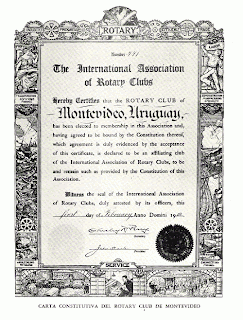 ROTARY
Number 771
The International Association
of Rotary Clubs
Hereby Certifies that the ROTARY CLUB of
Montevideo, Uruguay,
has been elected to membership in this Association and,
having agreed to be bound by the Constitution thereof,
which agreement is duly evidenced by the acceptance
of this certificate, is declared to be an affiliating club
of the International Association of Rotary Clubs, to be
and remain such as provided by the Constitution of this
Association.
Witness the seal of the International Association
of Rotary Clubs, duly attested by its officers, this
first day of February Anno Domini
SERVICE
CARTA CONSTITUTIVA DEL ROTARY CLUB DE MONTEVIDEO